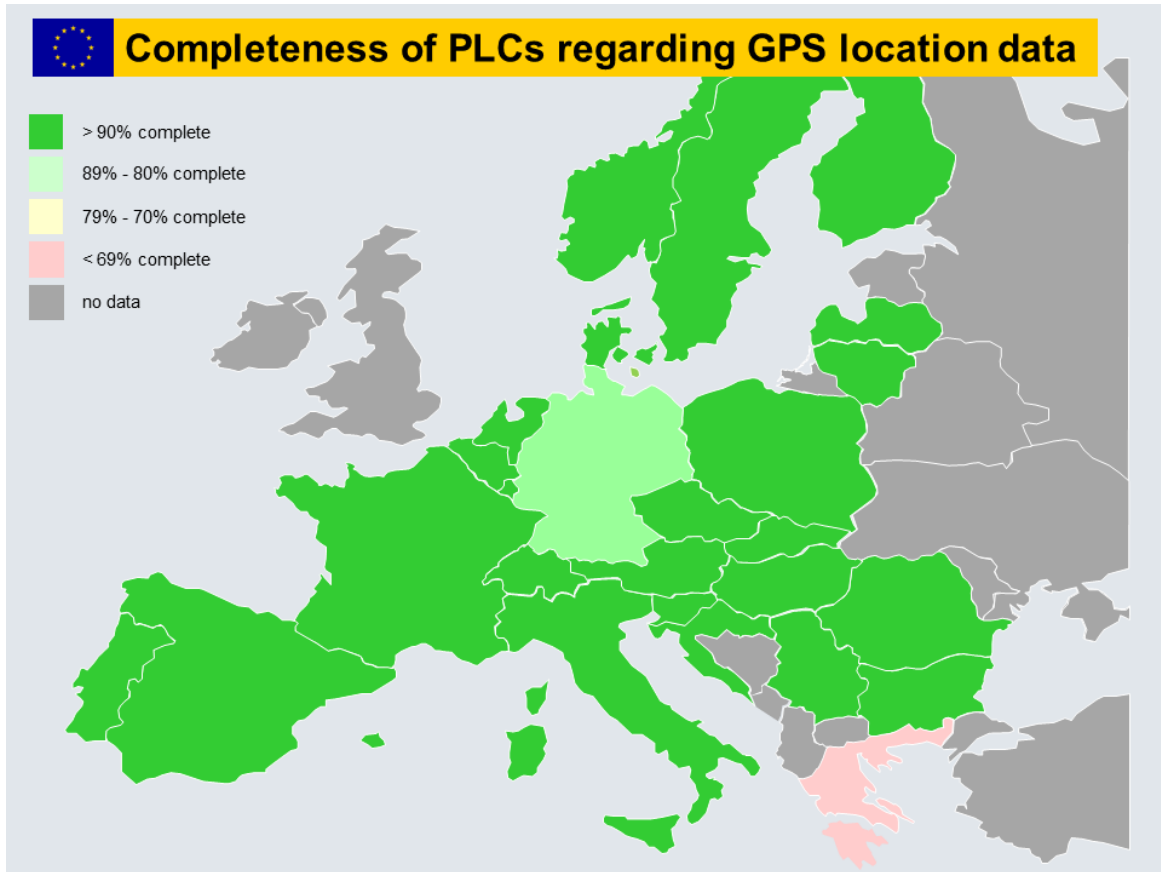 Completeness of PLCs regarding GPS location data
> 90% complete
89% - 80% complete
79% - 70% complete
< 69% complete
no data